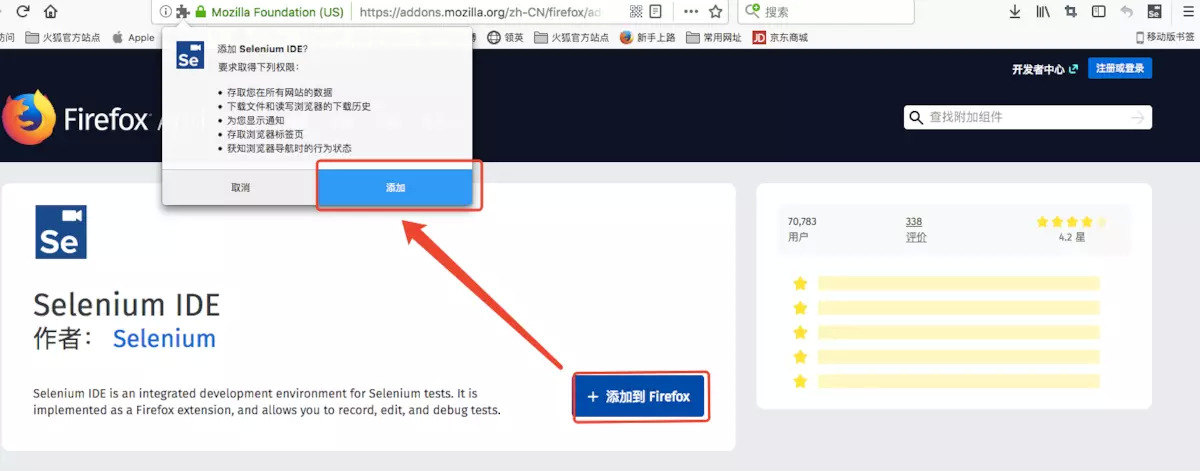 Mozilla Foundation (US)
https://addons.mozilla.org/zh-CN/firefox/ad
搜索
访问
火狐官方站点
Apple
领英
火狐官方站点
新手上路
常用网址
JD
京东商城
移动版书签
添加 Selenium IDE?
要求取得下列权限:
存取您在所有网站的数据
下载文件和读写浏览器的下载历史
为您显示通知
存取浏览器标签页
获知浏览器导航时的行为状态
取消
添加
Firefox
开发者中心
注册或登录
查找附加组件
Se
Se
Selenium IDE
作者: Selenium
Selenium IDE is an integrated development environment for Selenium tests. It is
implemented as a Firefox extension, and allows you to record, edit, and debug tests.
+ 添加到 Firefox
70,783
用户
338
评价
4.2 星